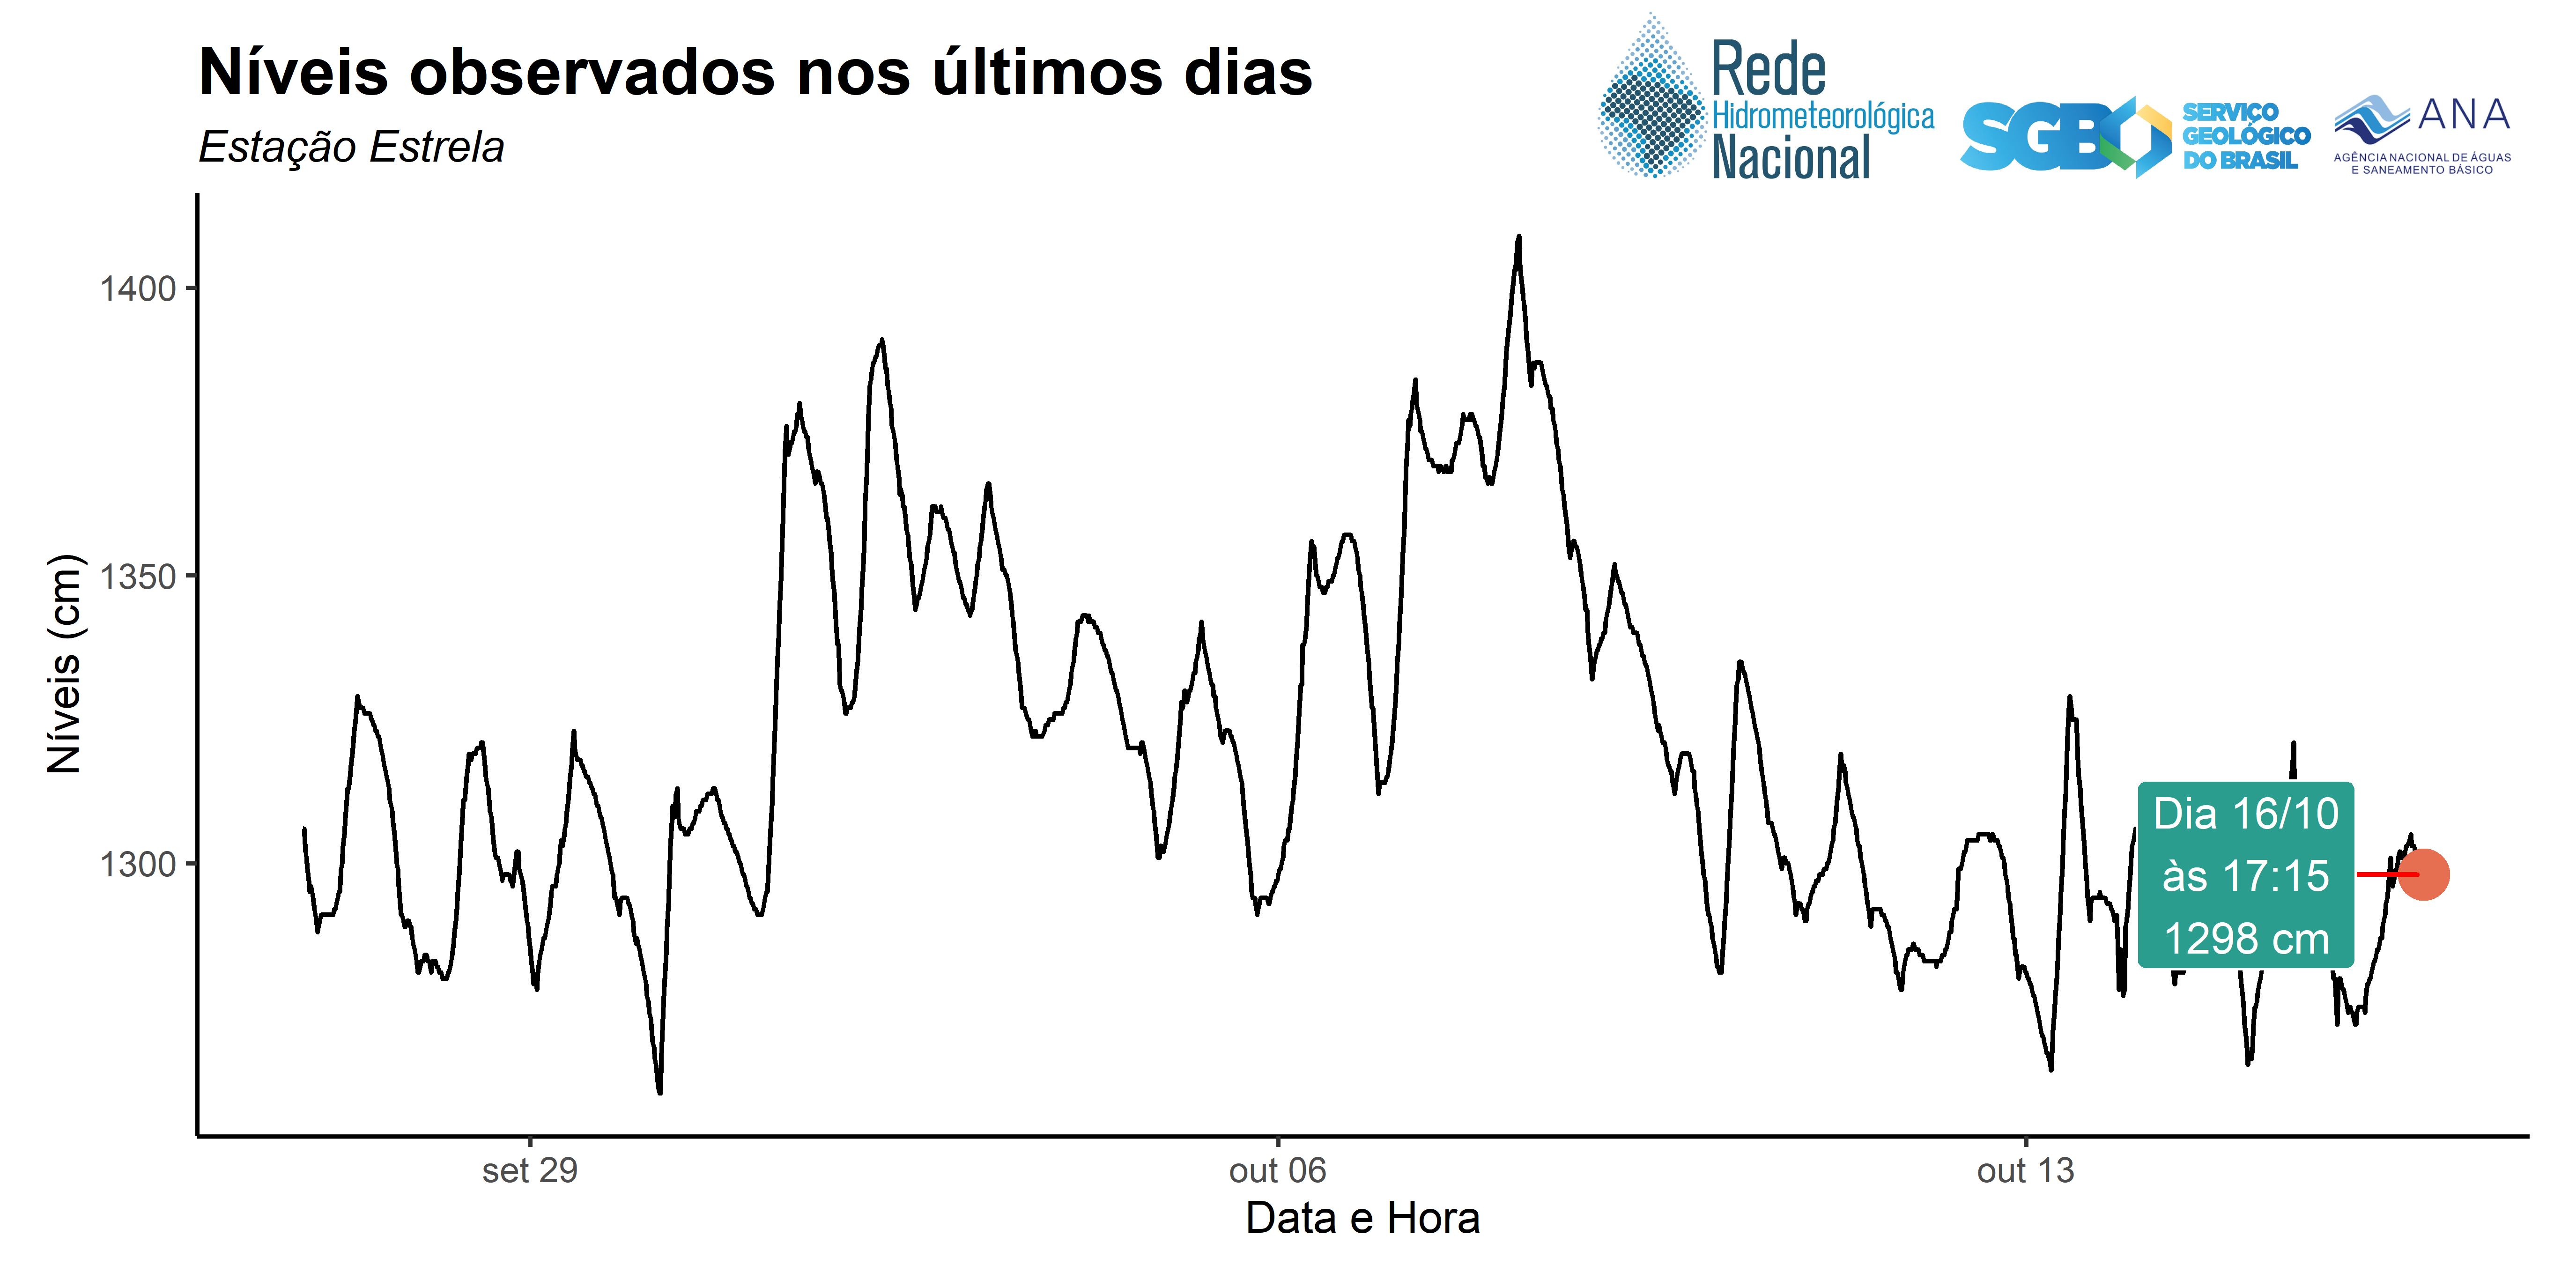 Níveis observados nos últimos dias
Estação Estrela
Rede
Hidrometeorológica
Nacional
SGB
SERVIÇO
GEOLÓGICO
DO BRASIL
ANA
AGÊNCIA NACIONAL DE ÁGUAS
E SANEAMENTO BÁSICO
Níveis (cm)
1400
1350
1300
Dia 16/10
às 17:15
1298 cm
set 29
out 06
out 13
Data e Hora